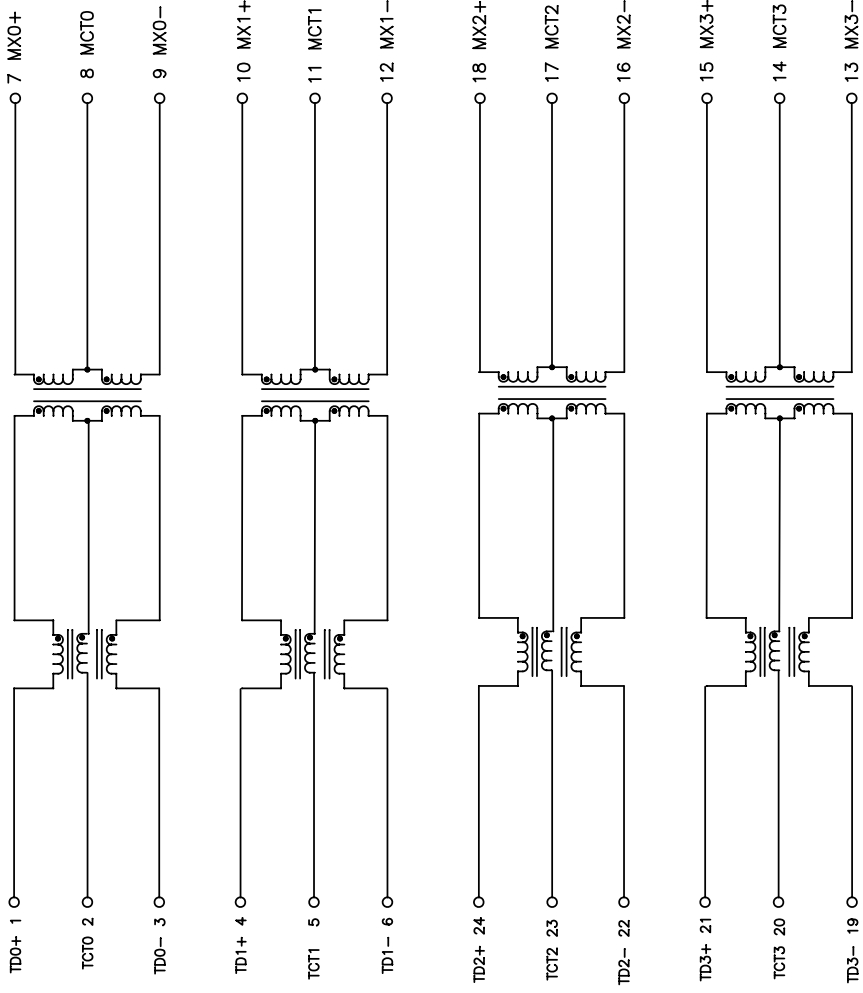 7 MX0+
8 MCT0
9 MX0-
10 MX1+
11 MCT1
12 MX1-
18 MX2+
17 MCT2
16 MX2-
15 MX3+
14 MCT3
13 MX3-
TD0+ 1
TCT0 2
TD0- 3
TD1+ 4
TCT1 5
TD1- 6
TD2+ 24
TCT2 23
TD2- 22
TD3+ 21
TCT3 20
TD3- 19